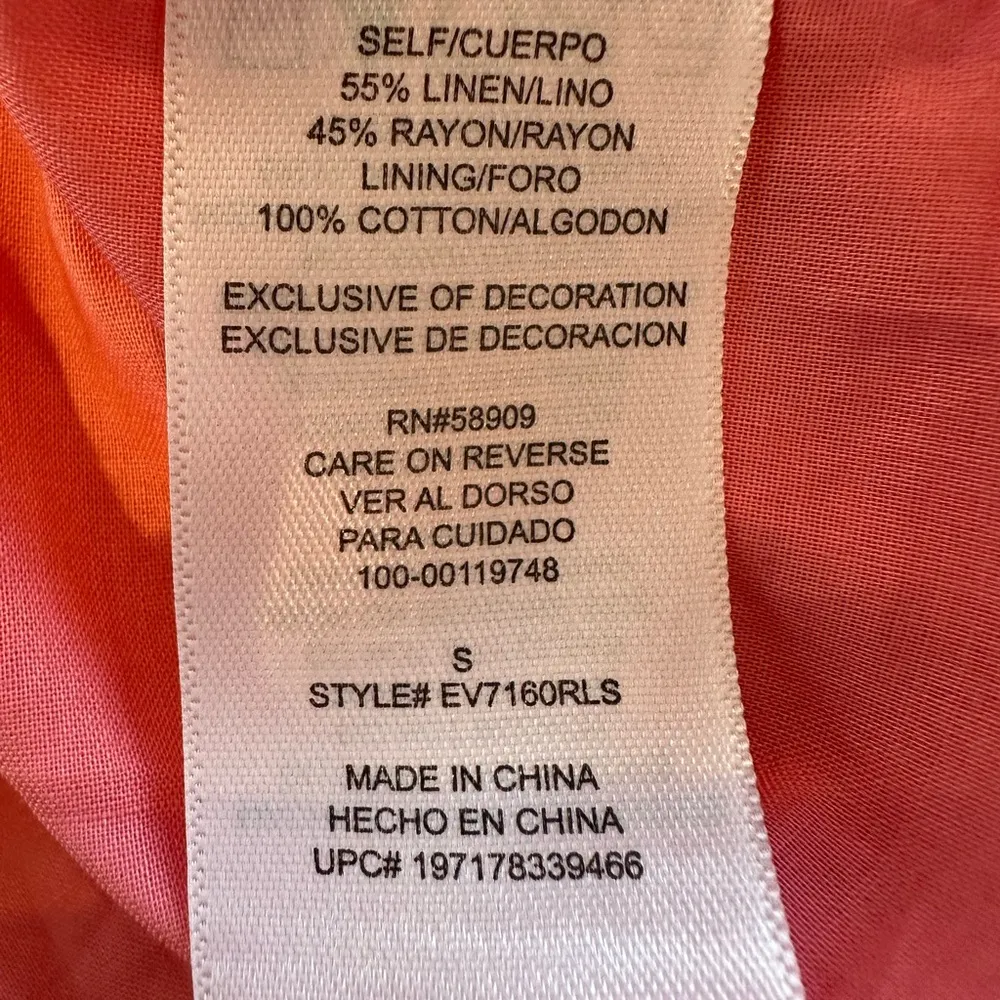 SELF/CUERPO
55% LINEN/LINO
45% RAYON/RAYON
LINING/FORO
100% COTTON/ALGODON
EXCLUSIVE OF DECORATION
EXCLUSIVE DE DECORACION
RN#58909
CARE ON REVERSE
VER AL DORSO
PARA CUIDADO
100-00119748
S
STYLE# EV7160RLS
MADE IN CHINA
HECHO EN CHINA
UPC# 197178339466